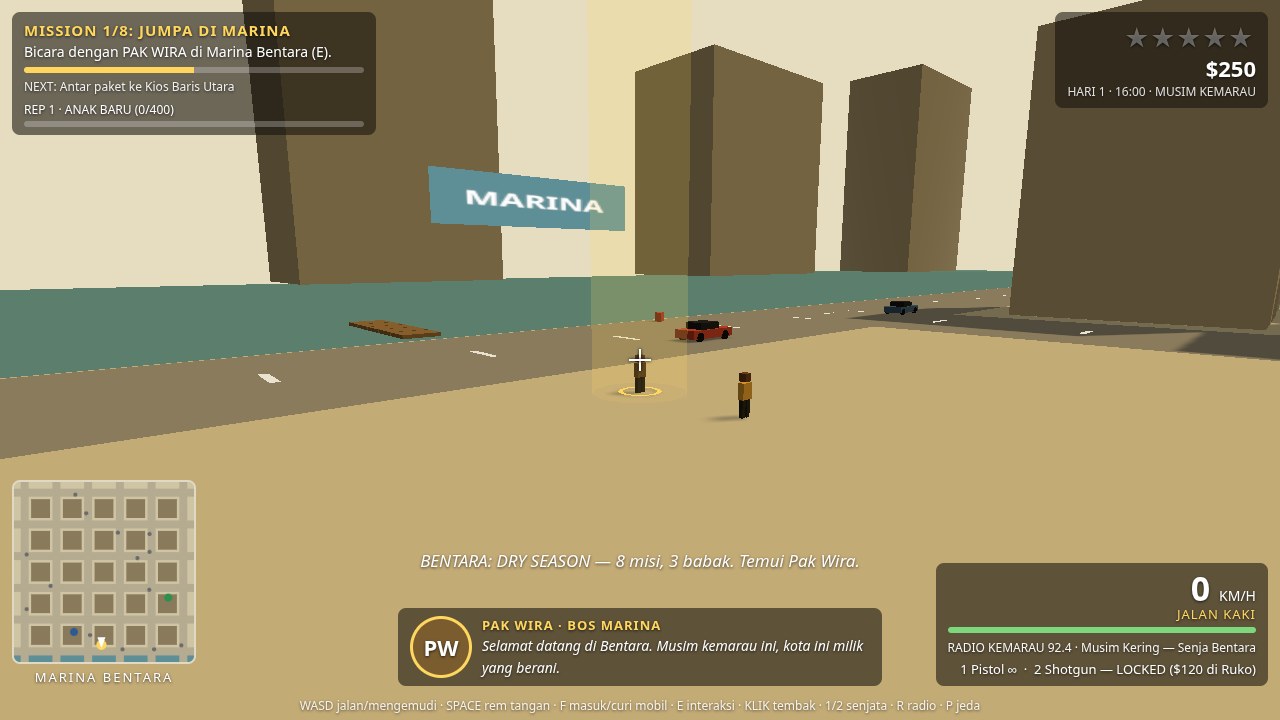 MISSION 1/8: JUMPA DI MARINA
Bicara dengan PAK WIRA di Marina Bentara (E).
NEXT: Antar paket ke Kios Baris Utara
REP 1 · ANAK BARU (0/400)
★★★★★
$250
HARI 1 · 16:00 · MUSIM KEMARAU
MARINA
MARINA BENTARA
BENTARA: DRY SEASON — 8 misi, 3 babak. Temui Pak Wira.
PW
PAK WIRA · BOS MARINA
Selamat datang di Bentara. Musim kemarau ini, kota ini milik
yang berani.
0 KM/H
JALAN KAKI
RADIO KEMARAU 92.4 · Musim Kering — Senja Bentara
1 Pistol ∞ · 2 Shotgun — LOCKED ($120 di Ruko)
WASD jalan/mengemudi · SPACE rem tangan · F masuk/curi mobil · E interaksi · KLIK tembak · 1/2 senjata · R radio · P jeda